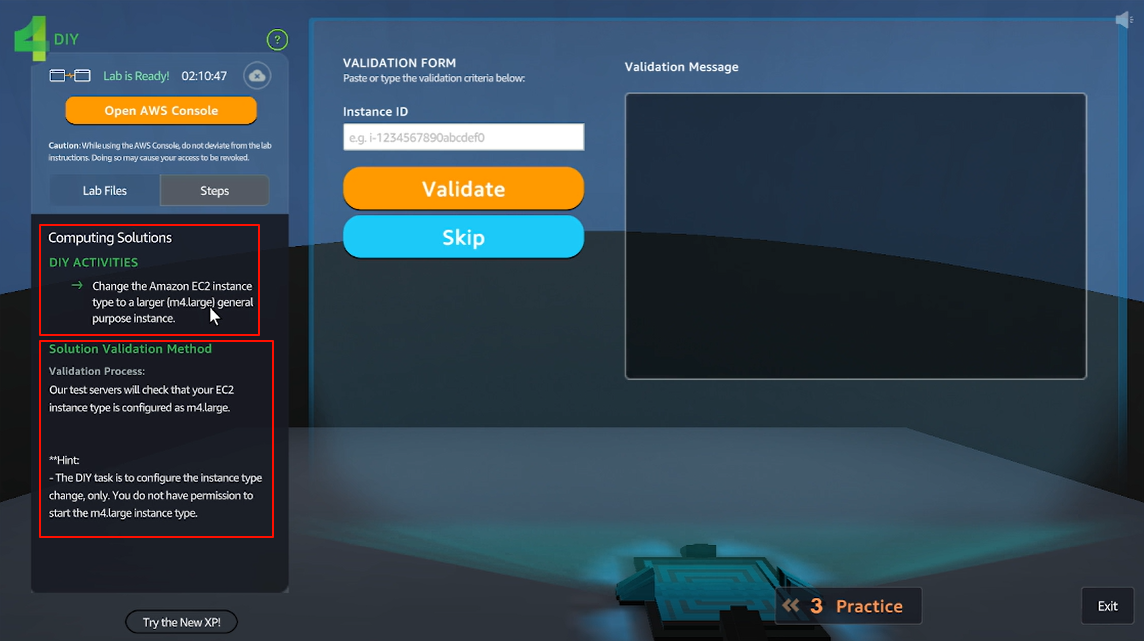 4 DIY
?
Lab is Ready! 02:10:47
Open AWS Console
Caution: While using the AWS Console, do not deviate from the lab
instructions. Doing so may cause your access to be revoked.
Lab Files Steps
Computing Solutions
DIY ACTIVITIES
→ Change the Amazon EC2 instance
type to a larger (m4.large) general
purpose instance.
Solution Validation Method
Validation Process:
Our test servers will check that your EC2
instance type is configured as m4.large.
**Hint:
- The DIY task is to configure the instance type
change, only. You do not have permission to
start the m4.large instance type.
Try the New XP!
VALIDATION FORM
Paste or type the validation criteria below:
Instance ID
e.g. i-1234567890abcdef0
Validate
Skip
Validation Message
3 Practice
Exit